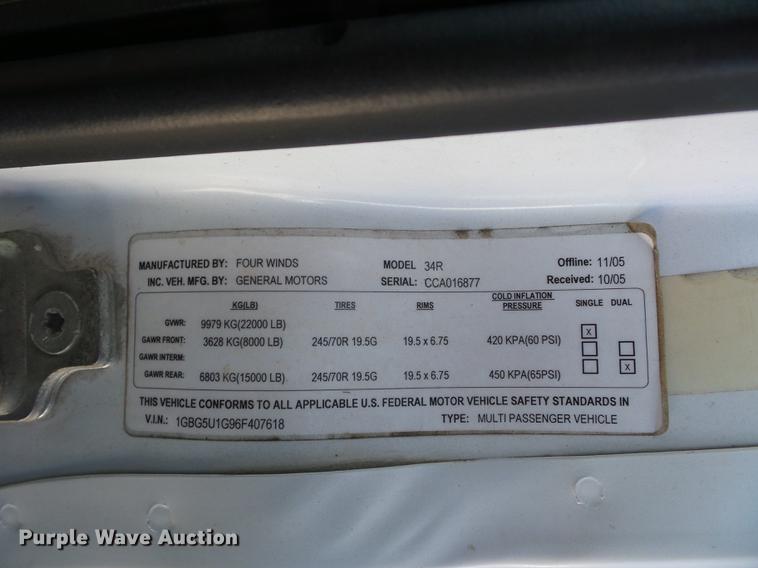 MANUFACTURED BY: FOUR WINDS MODEL 34R Offline: 11/05
INC. VEH. MFG. BY: GENERAL MOTORS SERIAL: CCA016877 Received: 10/05
KG(LB) TIRES RIMS COLD INFLATION PRESSURE SINGLE DUAL
GVWR: 9979 KG(22000 LB) X
GAWR FRONT: 3628 KG(8000 LB) 245/70R 19.5G 19.5 x 6.75 420 KPA(60 PSI)
GAWR INTERM:
GAWR REAR: 6803 KG(15000 LB) 245/70R 19.5G 19.5 x 6.75 450 KPA(65PSI) X
THIS VEHICLE CONFORMS TO ALL APPLICABLE U.S. FEDERAL MOTOR VEHICLE SAFETY STANDARDS IN
V.I.N.: 1GBG5U1G96F407618 TYPE: MULTI PASSENGER VEHICLE
Purple Wave Auction